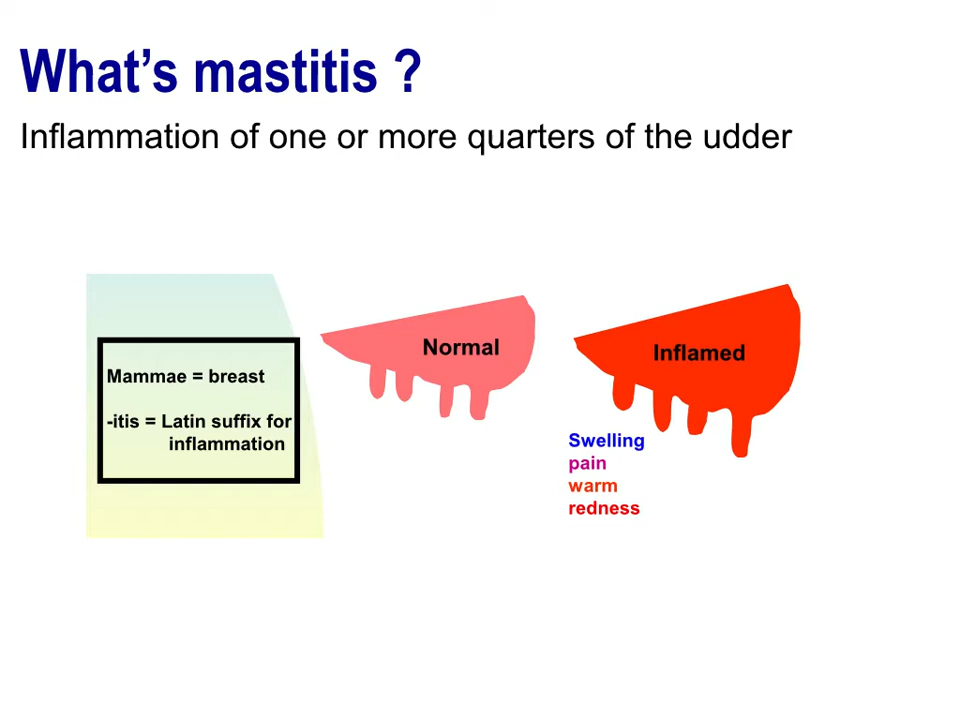 What’s mastitis ?
Inflammation of one or more quarters of the udder
Mammae = breast
-itis = Latin suffix for
inflammation
Normal
Inflamed
Swelling
pain
warm
redness